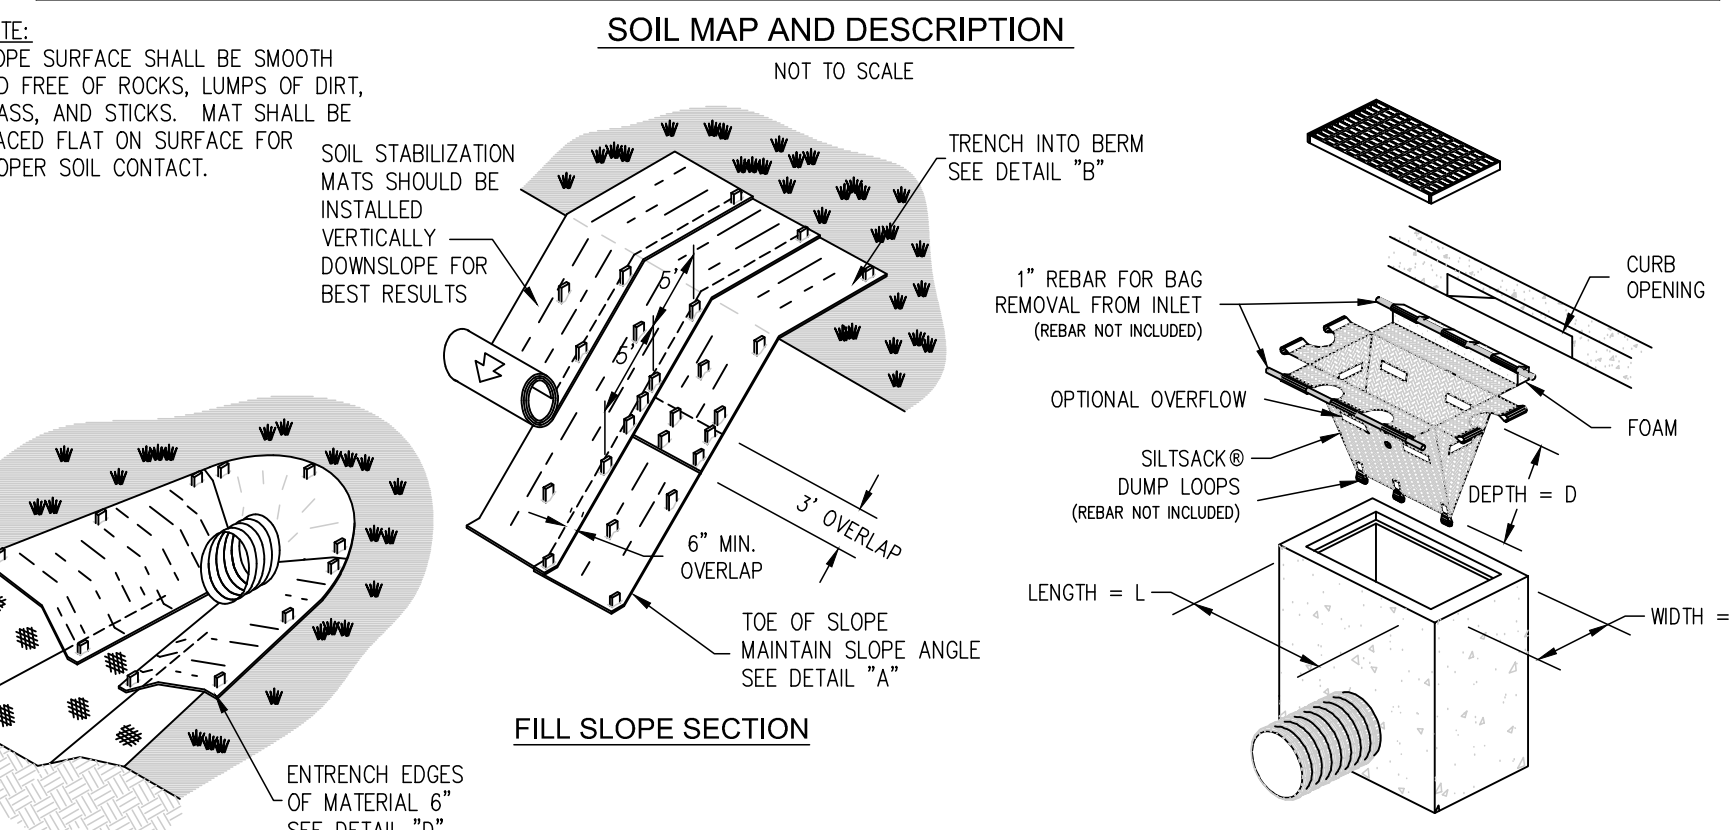 SOIL MAP AND DESCRIPTION
NOT TO SCALE
TE:
OPE SURFACE SHALL BE SMOOTH
D FREE OF ROCKS, LUMPS OF DIRT,
ASS, AND STICKS. MAT SHALL BE
ACED FLAT ON SURFACE FOR
OPER SOIL CONTACT.
SOIL STABILIZATION
MATS SHOULD BE
INSTALLED
VERTICALLY
DOWNSLOPE FOR
BEST RESULTS
TRENCH INTO BERM
SEE DETAIL "B"
5'
5'
3' OVERLAP
6" MIN.
OVERLAP
TOE OF SLOPE
MAINTAIN SLOPE ANGLE
SEE DETAIL "A"
FILL SLOPE SECTION
ENTRENCH EDGES
OF MATERIAL 6"
SEE DETAIL "D"
1" REBAR FOR BAG
REMOVAL FROM INLET
(REBAR NOT INCLUDED)
CURB
OPENING
OPTIONAL OVERFLOW
FOAM
SILTSACK®
DUMP LOOPS
(REBAR NOT INCLUDED)
DEPTH = D
LENGTH = L
WIDTH =